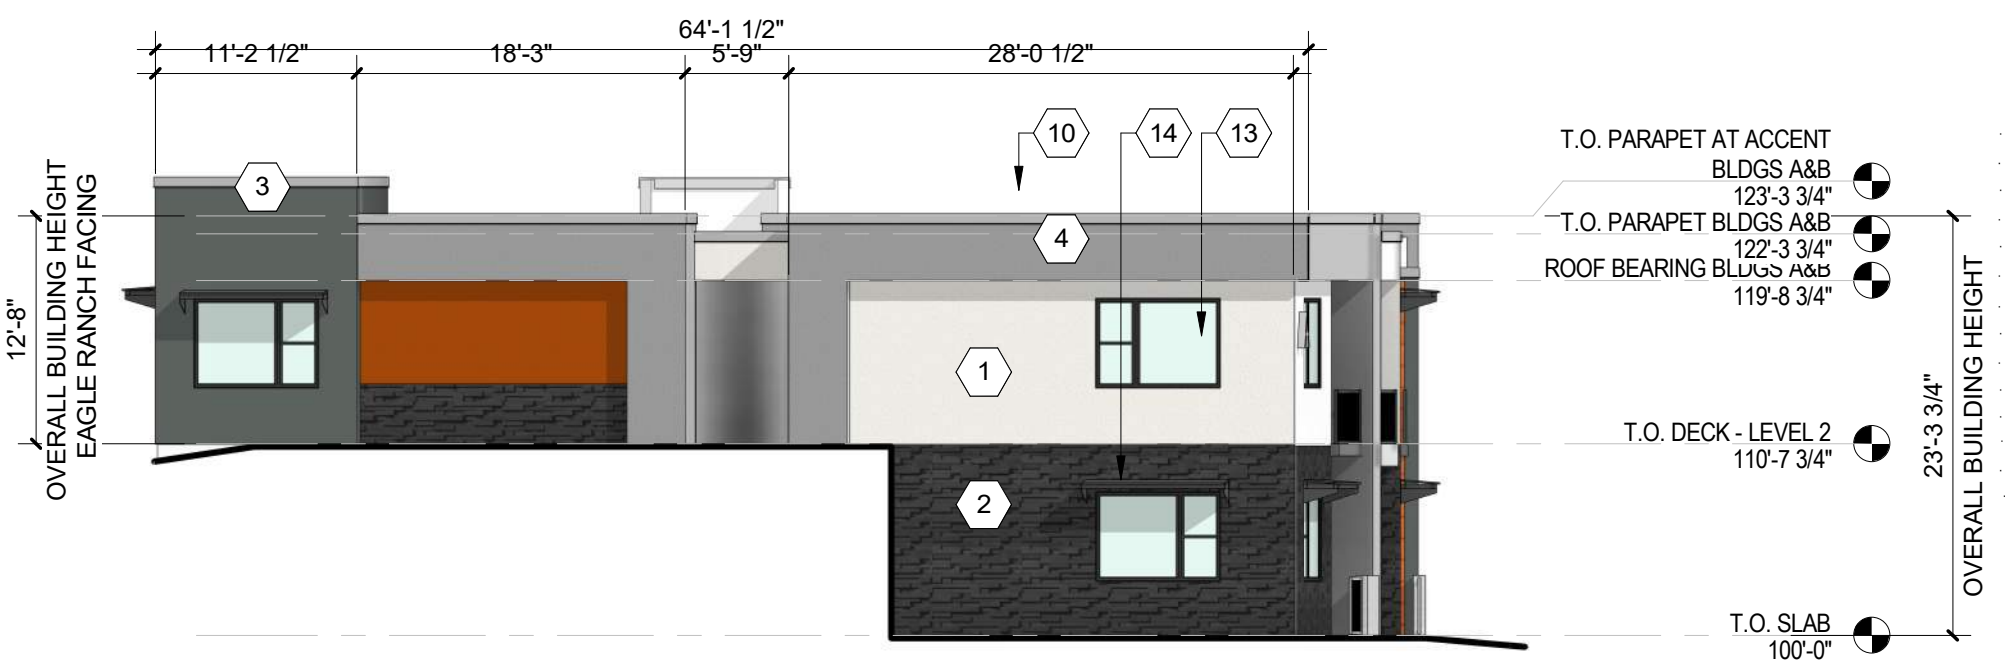 64'-1 1/2"
11'-2 1/2"
18'-3"
5'-9"
28'-0 1/2"
10
14
13
3
4
1
2
12'-8"
OVERALL BUILDING HEIGHT
EAGLE RANCH FACING
T.O. PARAPET AT ACCENT
BLDGS A&B
123'-3 3/4"
T.O. PARAPET BLDGS A&B
122'-3 3/4"
ROOF BEARING BLDGS A&B
119'-8 3/4"
T.O. DECK - LEVEL 2
110'-7 3/4"
T.O. SLAB
100'-0"
23'-3 3/4"
OVERALL BUILDING HEIGHT